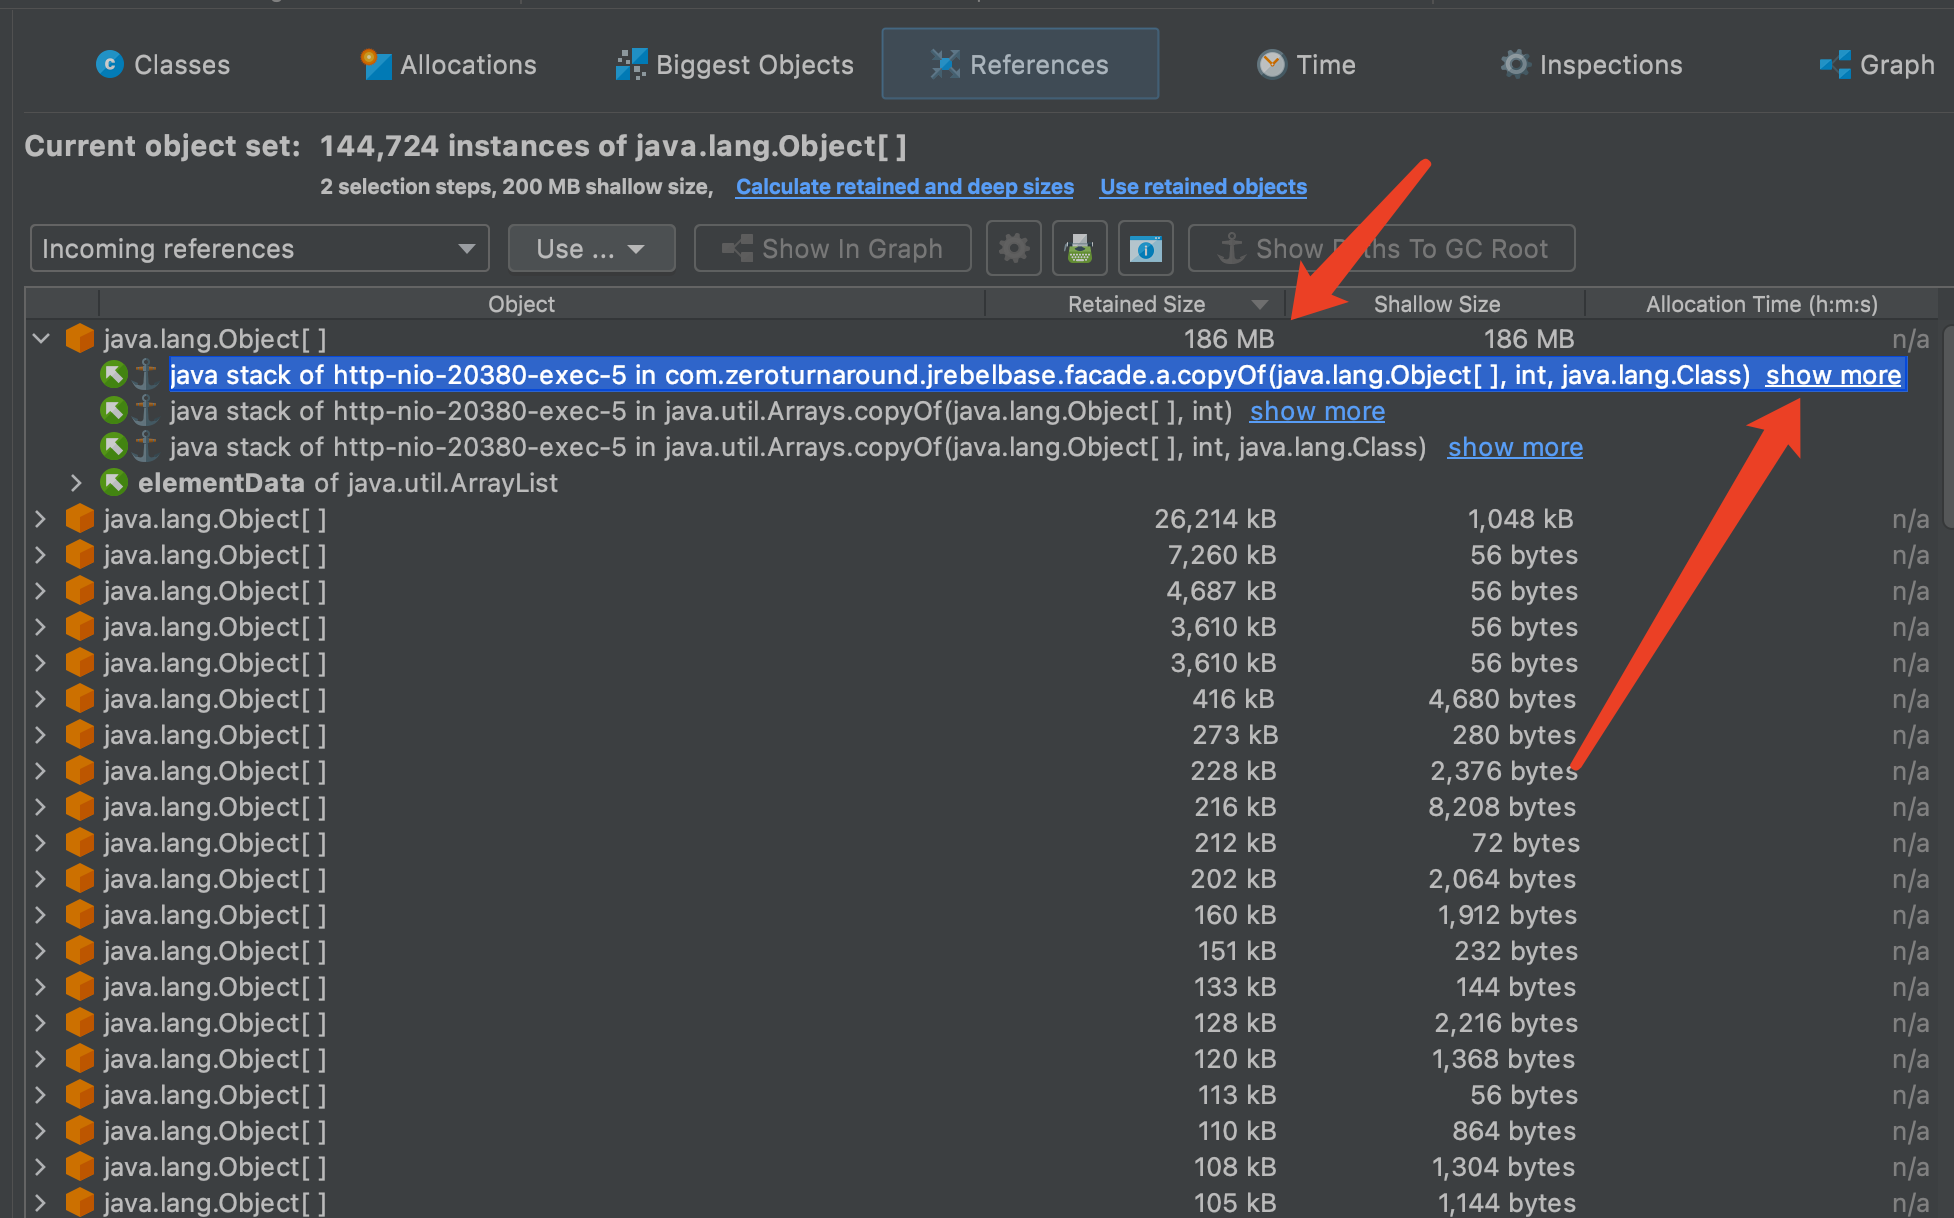 Classes Allocations Biggest Objects References Time Inspections Graph
Current object set: 144,724 instances of java.lang.Object[ ]
2 selection steps, 200 MB shallow size, Calculate retained and deep sizes Use retained objects
Incoming references Use ... Show In Graph Show To GC Root
Object Retained Size Shallow Size Allocation Time (h:m:s)
java.lang.Object[ ] 186 MB 186 MB n/a
java stack of http-nio-20380-exec-5 in com.zeroturnaround.jrebelbase.facade.a.copyOf(java.lang.Object[ ], int, java.lang.Class) show more
java stack of http-nio-20380-exec-5 in java.util.Arrays.copyOf(java.lang.Object[ ], int) show more
java stack of http-nio-20380-exec-5 in java.util.Arrays.copyOf(java.lang.Object[ ], int, java.lang.Class) show more
elementData of java.util.ArrayList
java.lang.Object[ ] 26,214 kB 1,048 kB n/a
java.lang.Object[ ] 7,260 kB 56 bytes n/a
java.lang.Object[ ] 4,687 kB 56 bytes n/a
java.lang.Object[ ] 3,610 kB 56 bytes n/a
java.lang.Object[ ] 3,610 kB 56 bytes n/a
java.lang.Object[ ] 416 kB 4,680 bytes n/a
java.lang.Object[ ] 273 kB 280 bytes n/a
java.lang.Object[ ] 228 kB 2,376 bytes n/a
java.lang.Object[ ] 216 kB 8,208 bytes n/a
java.lang.Object[ ] 212 kB 72 bytes n/a
java.lang.Object[ ] 202 kB 2,064 bytes n/a
java.lang.Object[ ] 160 kB 1,912 bytes n/a
java.lang.Object[ ] 151 kB 232 bytes n/a
java.lang.Object[ ] 133 kB 144 bytes n/a
java.lang.Object[ ] 128 kB 2,216 bytes n/a
java.lang.Object[ ] 120 kB 1,368 bytes n/a
java.lang.Object[ ] 113 kB 56 bytes n/a
java.lang.Object[ ] 110 kB 864 bytes n/a
java.lang.Object[ ] 108 kB 1,304 bytes n/a
java.lang.Object[ ] 105 kB 1,144 bytes n/a